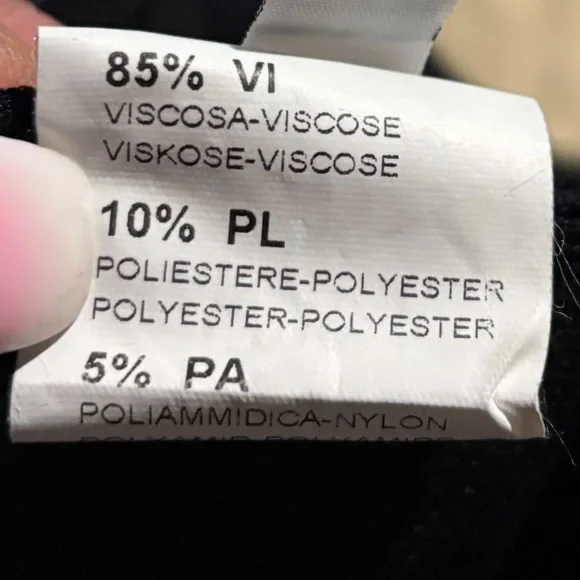 85% VI
VISCOSA-VISCOSE
VISKOSE-VISCOSE
10% PL
POLIESTERE-POLYESTER
POLYESTER-POLYESTER
5% PA
POLIAMMIDICA-NYLON